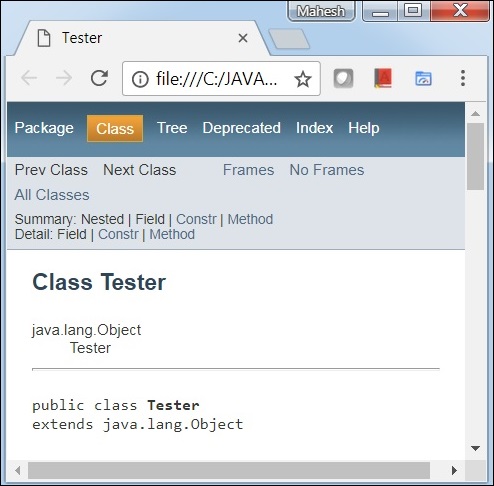 Mahesh
Tester
file:///C:/JAVA...
Package Class Tree Deprecated Index Help
Prev Class Next Class Frames No Frames
All Classes
Summary: Nested | Field | Constr | Method
Detail: Field | Constr | Method
Class Tester
java.lang.Object
Tester
public class Tester
extends java.lang.Object